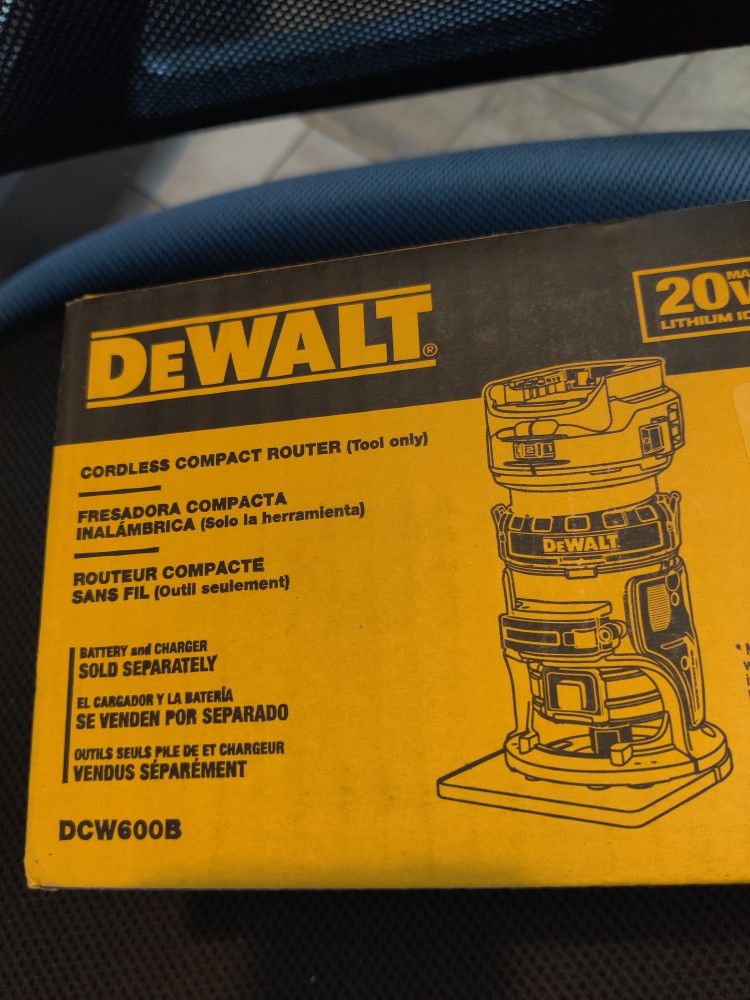 DEWALT®
20V MA
LITHIUM IO
CORDLESS COMPACT ROUTER (Tool only)
FRESADORA COMPACTA
INALÁMBRICA (Solo la herramienta)
ROUTEUR COMPACTE
SANS FIL (Outil seulement)
DEWALT
BATTERY and CHARGER
SOLD SEPARATELY
EL CARGADOR Y LA BATERÍA
SE VENDEN POR SEPARADO
OUTILS SEULS PILE DE ET CHARGEUR
VENDUS SÉPARÉMENT
DCW600B